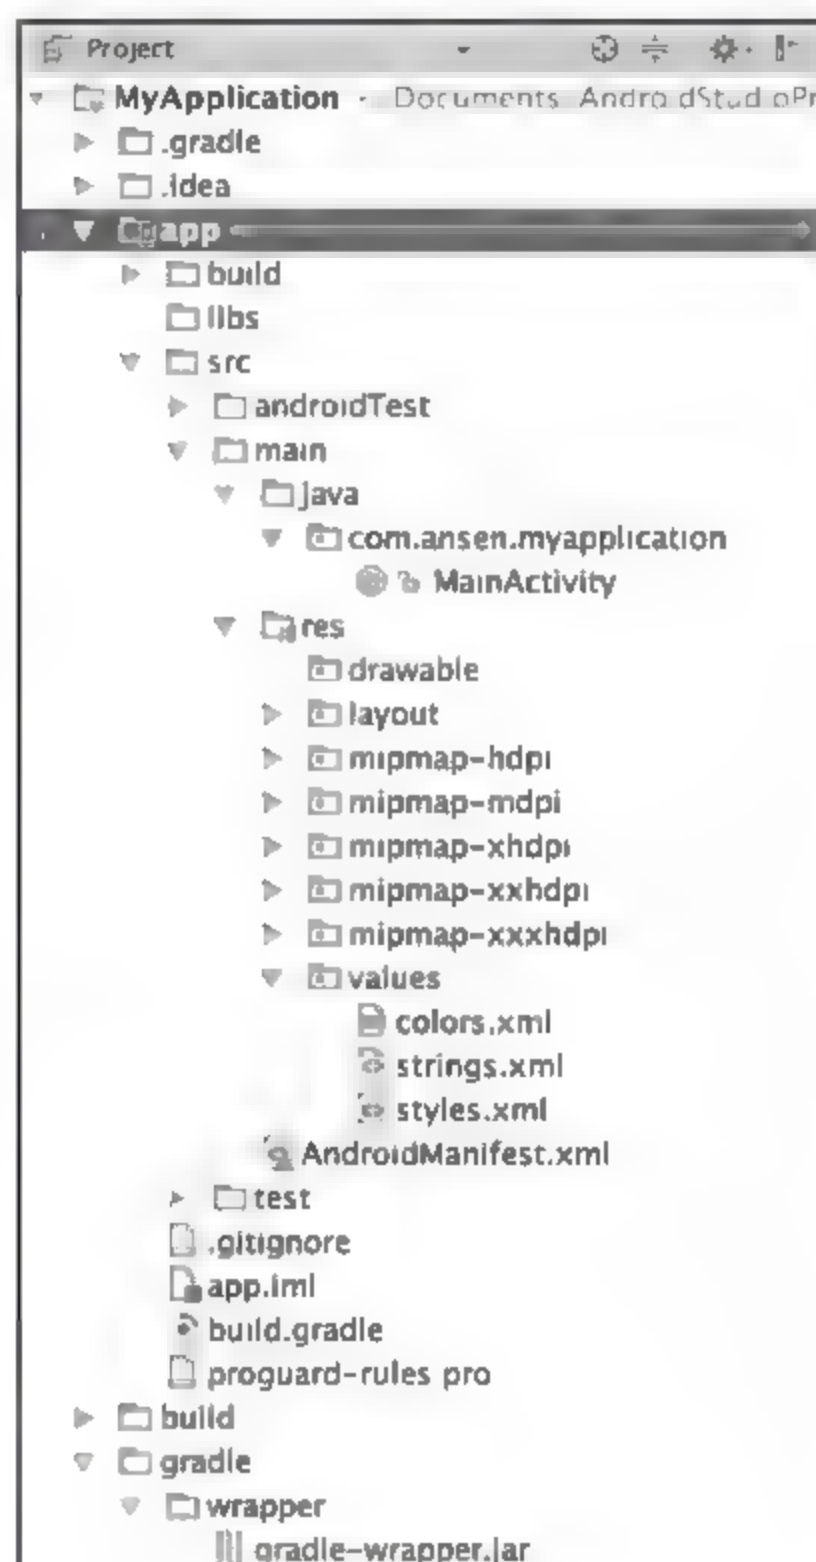 Project
MyApplication - Documents AndroidStudioPr
.gradle
.idea
app
build
libs
src
androidTest
main
java
com.ansen.myapplication
MainActivity
res
drawable
layout
mipmap-hdpi
mipmap-mdpi
mipmap-xhdpi
mipmap-xxhdpi
mipmap-xxxhdpi
values
colors.xml
strings.xml
styles.xml
AndroidManifest.xml
test
.gitignore
app.iml
build.gradle
proguard-rules pro
build
gradle
wrapper
gradle-wrapper.jar